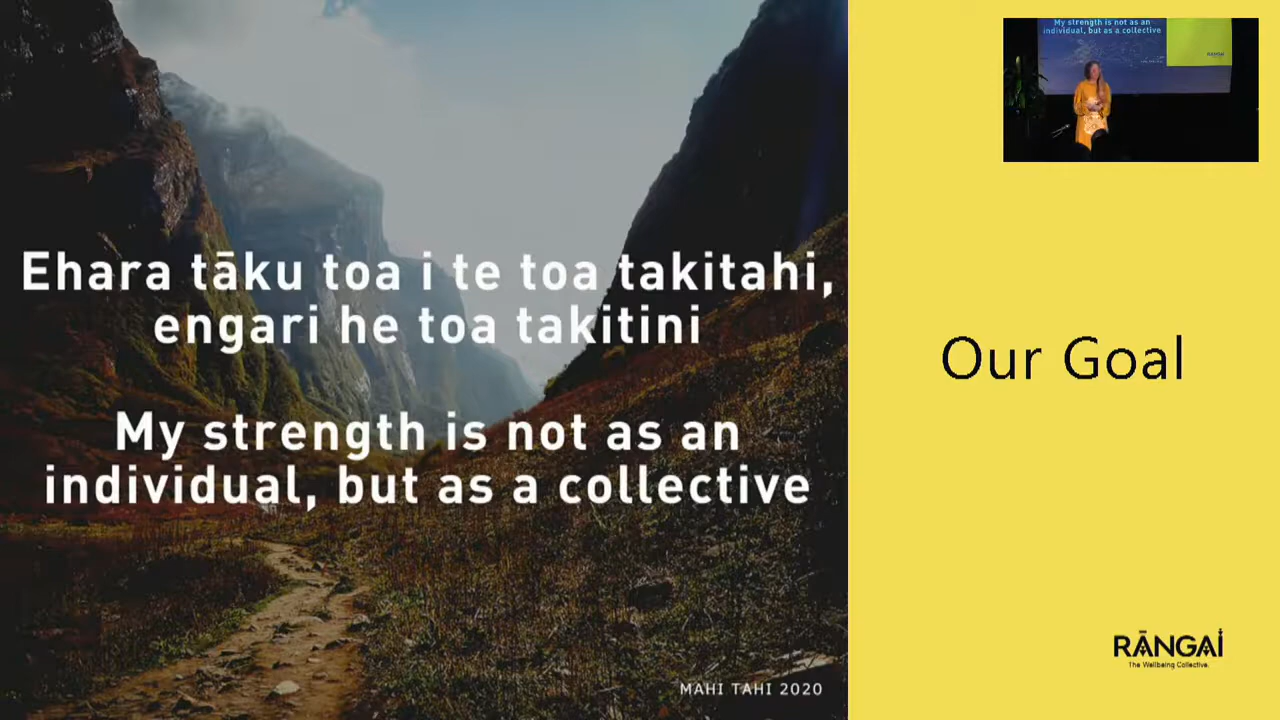 Ehara tāku toa i te toa takitahi,
engari he toa takitini
My strength is not as an
individual, but as a collective
MAHI TAHI 2020
My strength is not as an
individual, but as a collective
RĀNGAI
Our Goal
RĀNGAI
The Wellbeing Collective.